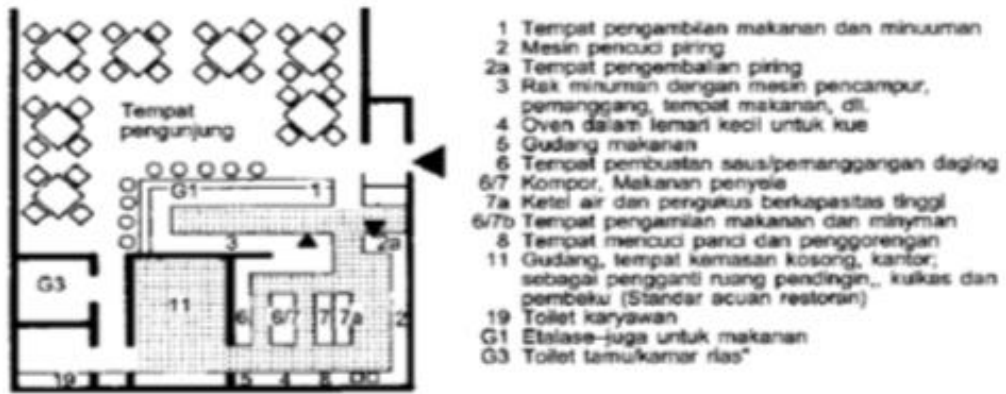 Tempat
pengunjung
G1
1
3
2a
G3
11
6
6/7
7
7a
2
19
5
4
8
1 Tempat pengambilan makanan dan minuuman
2 Mesin pencuci piring
2a Tempat pengembalian piring
3 Rak minuman dengan mesin pencampur,
pemanggang, tempat makanan, dll.
4 Oven dalam lemari kecil untuk kue
5 Gudang makanan
6 Tempat pembuatan saus/pemanggangan daging
6/7 Kompor, Makanan penyela
7a Ketel air dan pengukus berkapasitas tinggi
6/7b Tempat pengamilan makanan dan minyman
8 Tempat mencuci panci dan penggorengan
11 Gudang, tempat kemasan kosong, kantor;
sebagai pengganti ruang pendingin,, kulkas dan
pembeku (Standar acuan restoran)
19 Toilet karyawan
G1 Etalase–juga untuk makanan
G3 Toilet tamu/kamar rias"